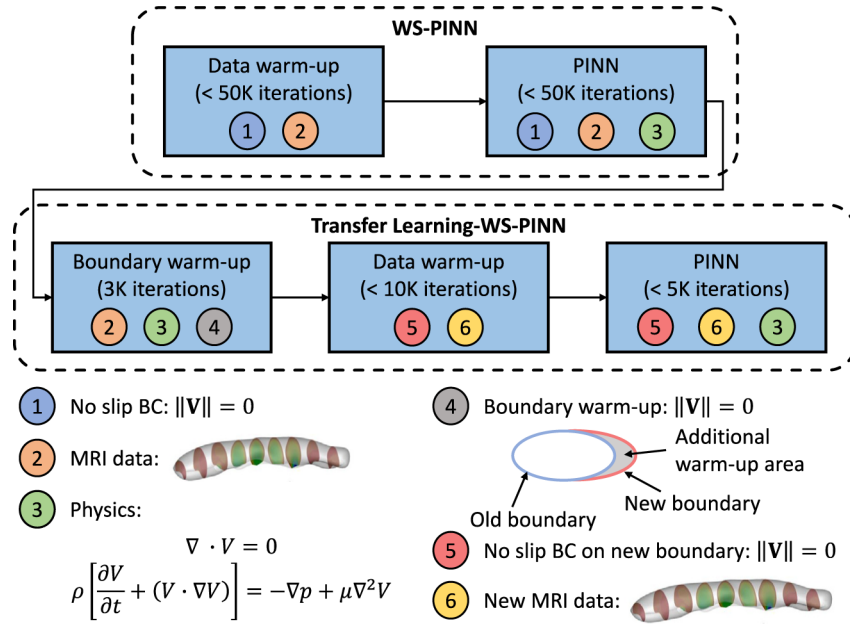 WS-PINN
Data warm-up
(< 50K iterations)
1 2
PINN
(< 50K iterations)
1 2 3
Transfer Learning-WS-PINN
Boundary warm-up
(3K iterations)
2 3 4
Data warm-up
(< 10K iterations)
5 6
PINN
(< 5K iterations)
5 6 3
1 No slip BC: ‖𝐕‖ = 0
2 MRI data:
3 Physics:
∇ · V = 0
ρ[∂V/∂t + (V · ∇V)] = −∇p + μ∇²V
4 Boundary warm-up: ‖𝐕‖ = 0
Additional
warm-up area
New boundary
Old boundary
5 No slip BC on new boundary: ‖𝐕‖ = 0
6 New MRI data: